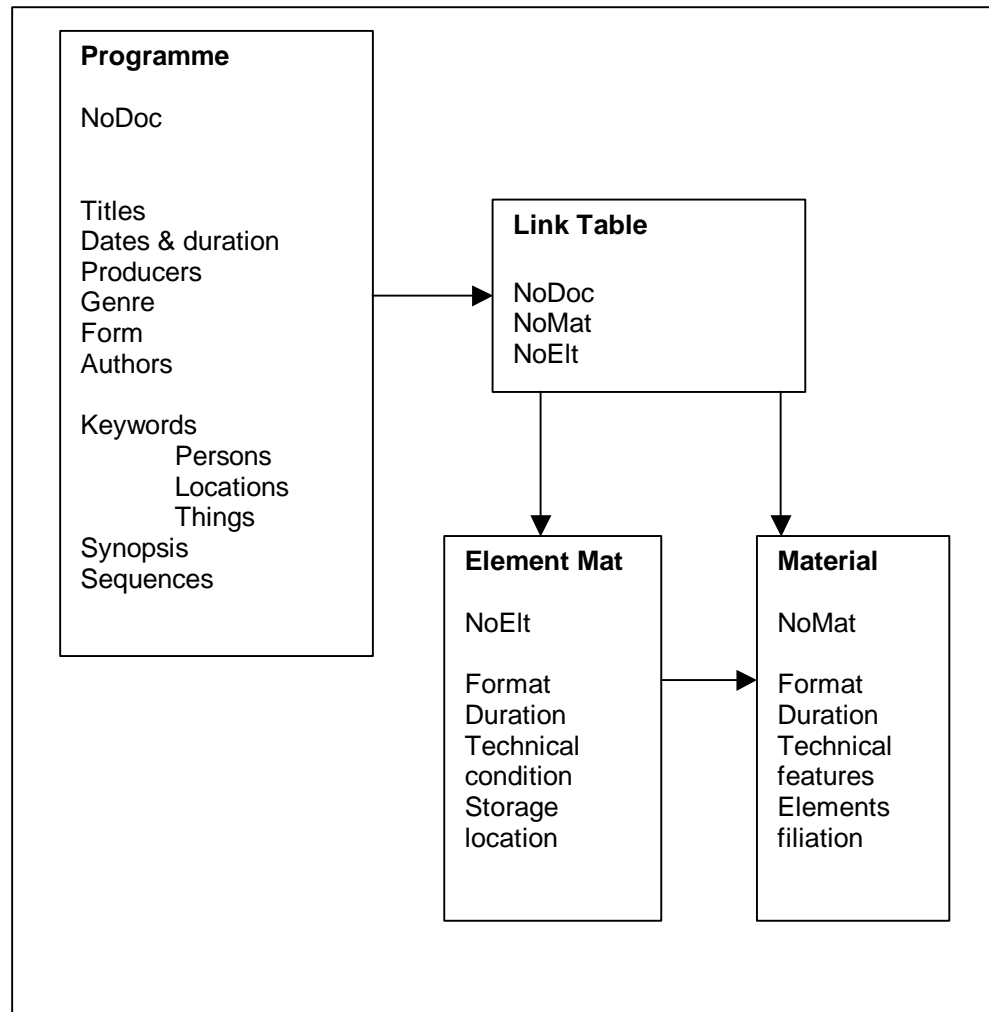 Programme
NoDoc
Titles
Dates & duration
Producers
Genre
Form
Authors
Keywords
Persons
Locations
Things
Synopsis
Sequences
Link Table
NoDoc
NoMat
NoElt
Element Mat
NoElt
Format
Duration
Technical
condition
Storage
location
Material
NoMat
Format
Duration
Technical
features
Elements
filiation